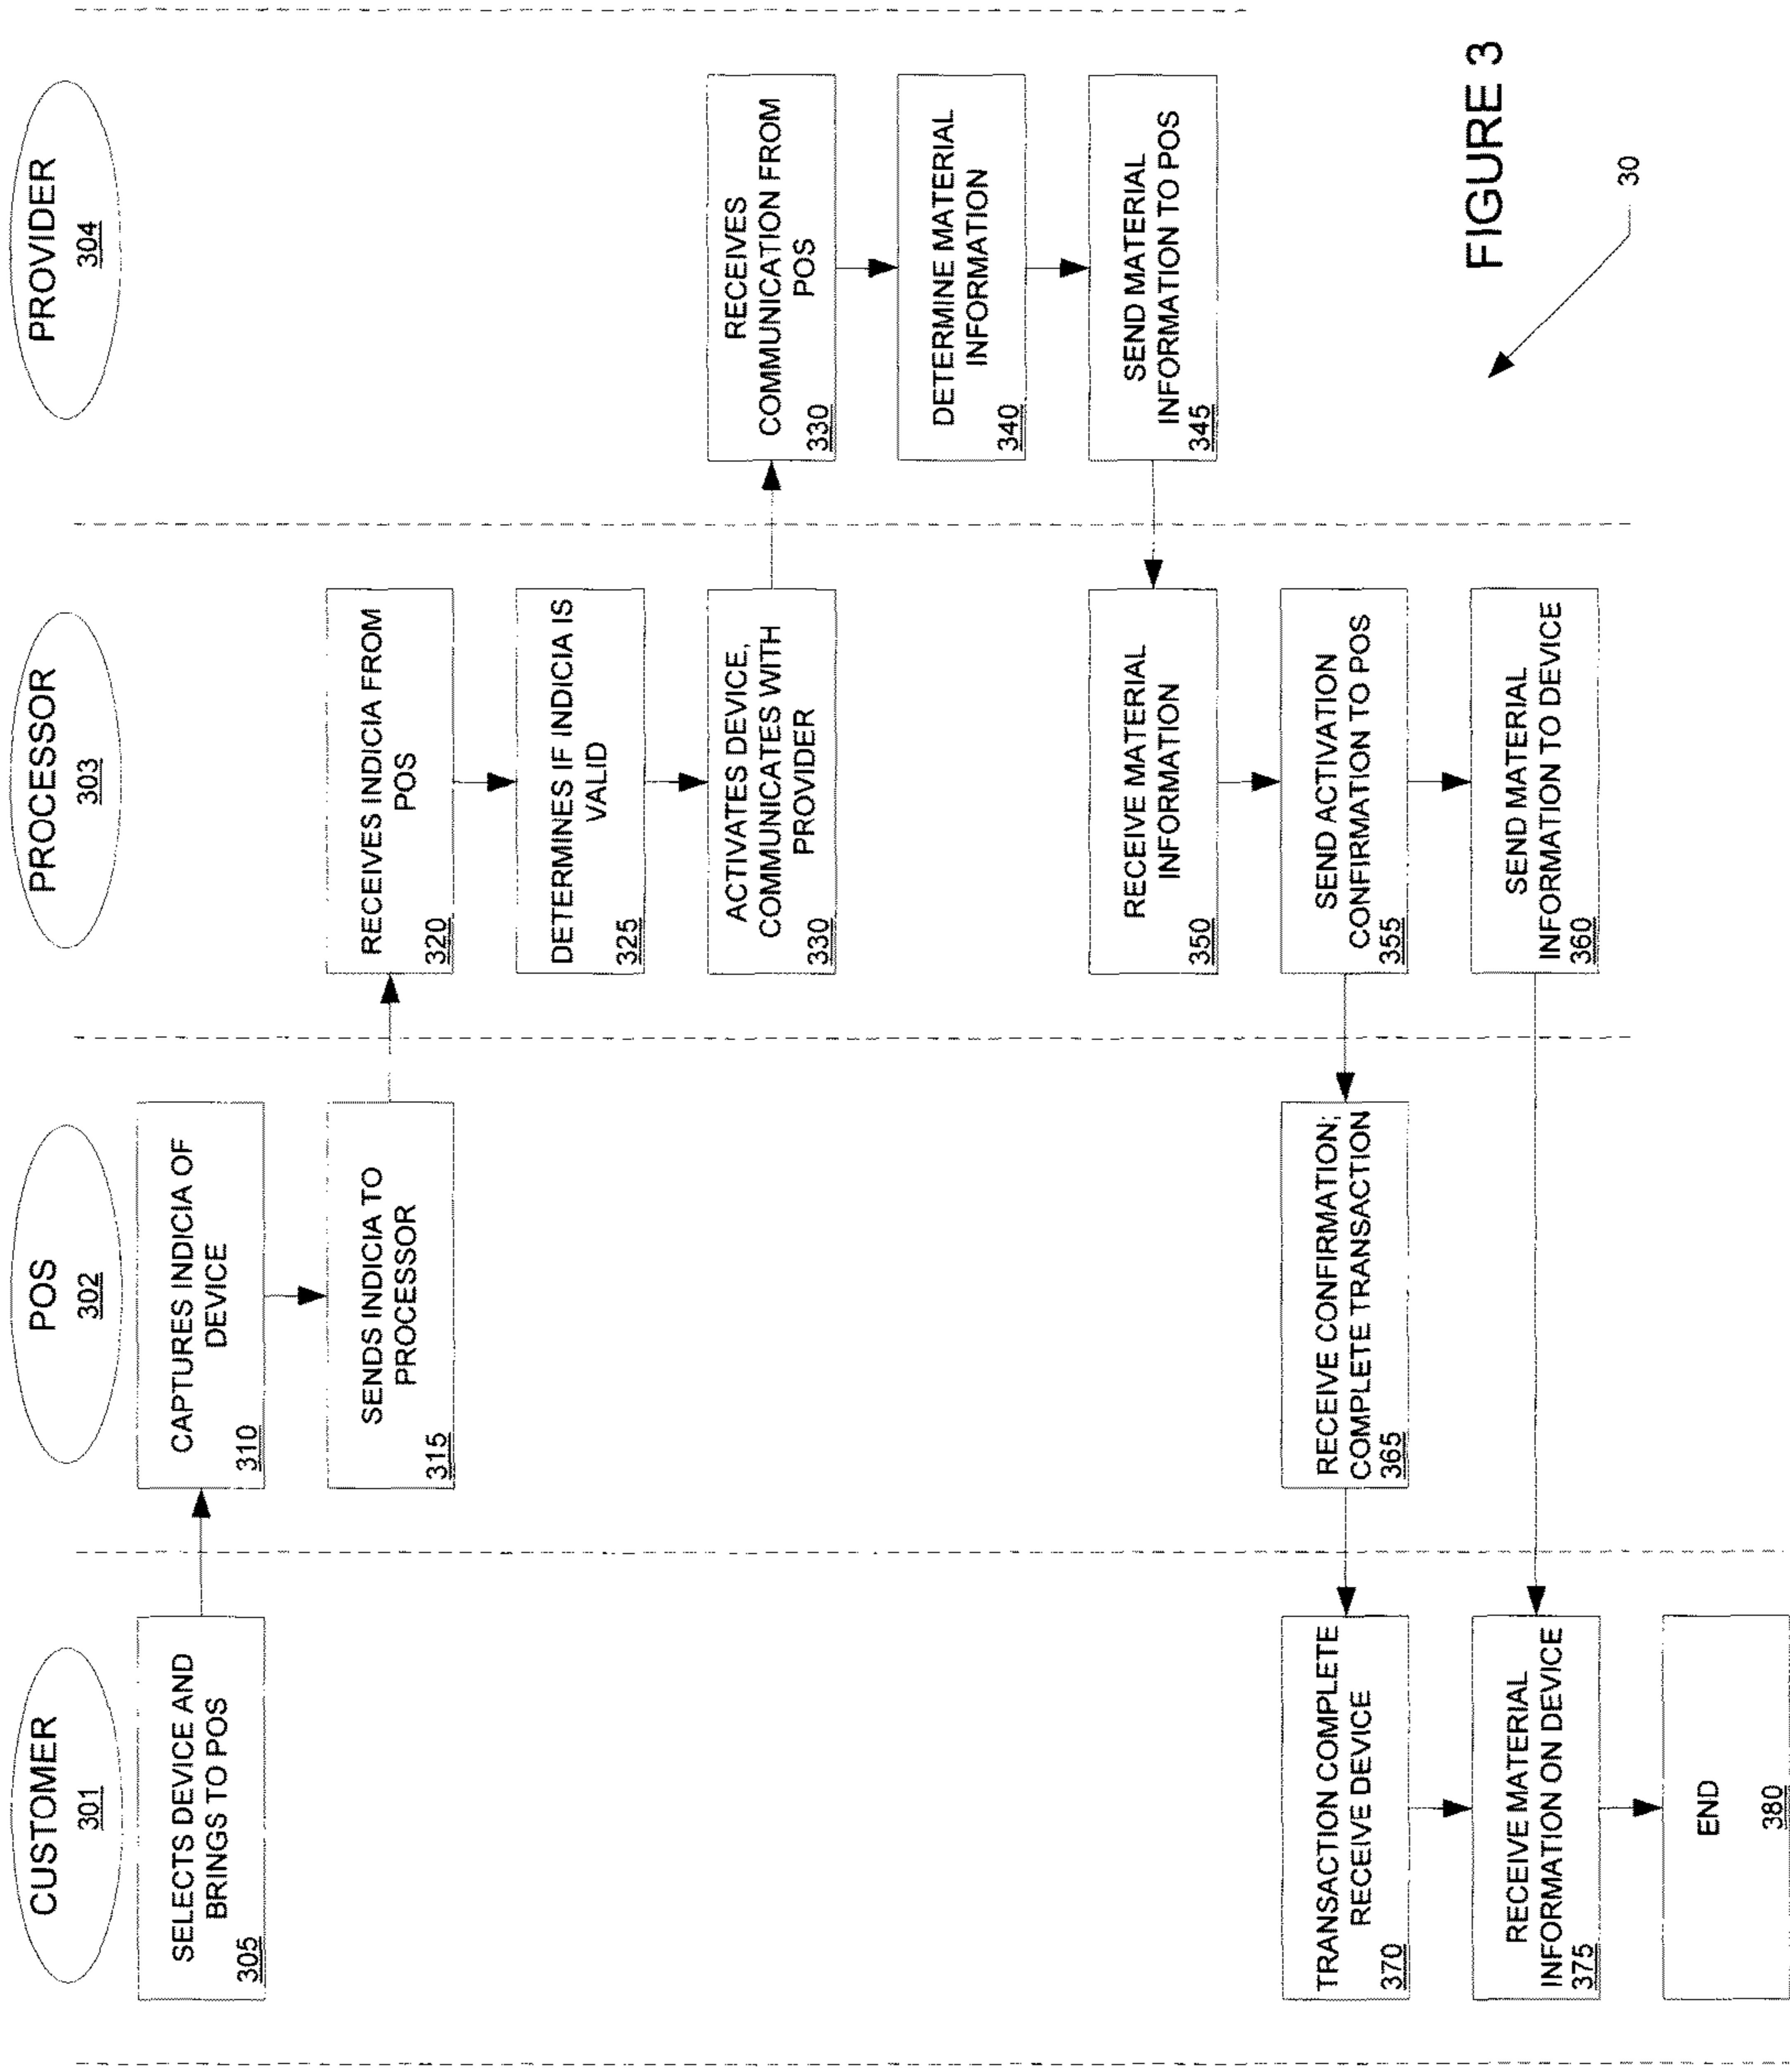 CUSTOMER
301
POS
302
PROCESSOR
303
PROVIDER
304
SELECTS DEVICE AND
BRINGS TO POS
305
CAPTURES INDICIA OF
DEVICE
310
SENDS INDICIA TO
PROCESSOR
315
RECEIVES INDICIA FROM
POS
320
DETERMINES IF INDICIA IS
VALID
325
ACTIVATES DEVICE,
COMMUNICATES WITH
PROVIDER
330
RECEIVES
COMMUNICATION FROM
POS
330
DETERMINE MATERIAL
INFORMATION
340
SEND MATERIAL
INFORMATION TO POS
345
RECEIVE MATERIAL
INFORMATION
350
SEND ACTIVATION
CONFIRMATION TO POS
355
SEND MATERIAL
INFORMATION TO DEVICE
360
RECEIVE CONFIRMATION;
COMPLETE TRANSACTION
365
TRANSACTION COMPLETE
RECEIVE DEVICE
370
RECEIVE MATERIAL
INFORMATION ON DEVICE
375
END
380
FIGURE 3
30